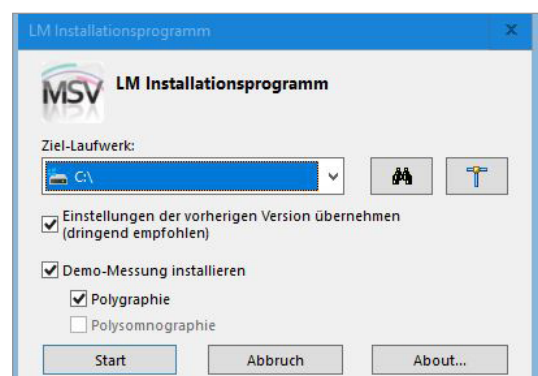 LM Installationsprogramm
MSV
LM Installationsprogramm
Ziel-Laufwerk:
C:\
Einstellungen der vorherigen Version übernehmen
(dringend empfohlen)
Demo-Messung installieren
Polygraphie
Polysomnographie
Start Abbruch About...